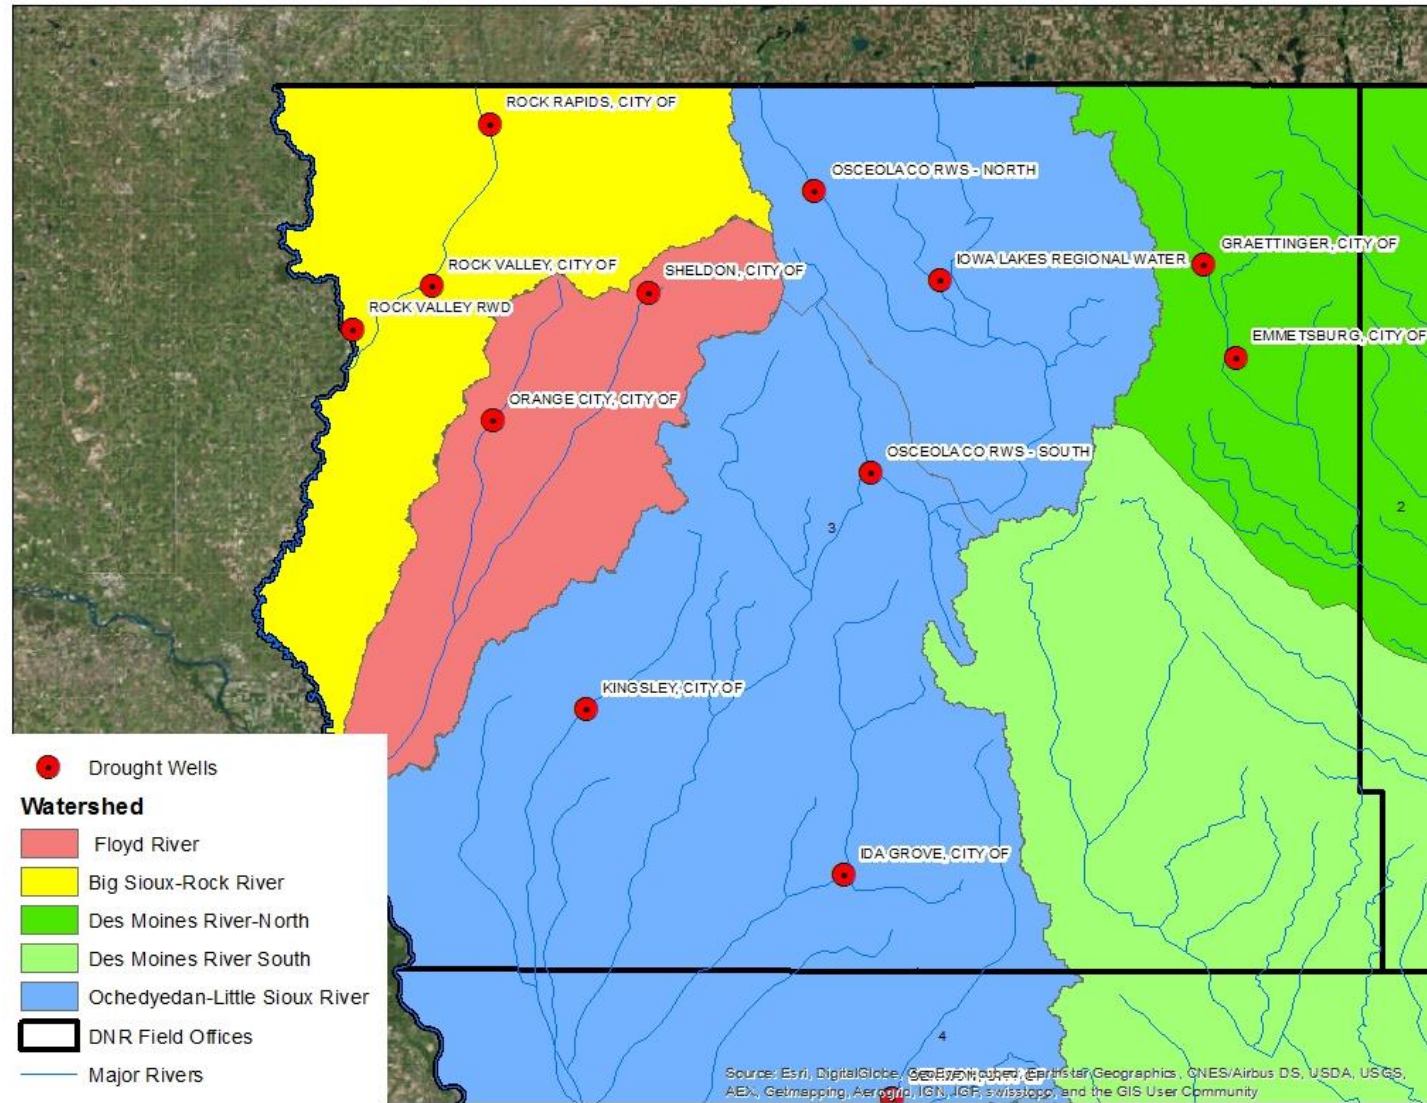 ROCK RAPIDS, CITY OF
OSCEOLA CO RWS - NORTH
GRAETTINGER, CITY OF
IOWA LAKES REGIONAL WATER
ROCK VALLEY, CITY OF
SHELDON, CITY OF
ROCK VALLEY RWD
EMMETSBURG, CITY OF
ORANGE CITY, CITY OF
OSCEOLA CO RWS - SOUTH
2
3
KINGSLEY, CITY OF
IDA GROVE, CITY OF
4
Drought Wells
Watershed
Floyd River
Big Sioux-Rock River
Des Moines River-North
Des Moines River South
Ochedyedan-Little Sioux River
DNR Field Offices
Major Rivers
Source: Esri, DigitalGlobe, Earthstar Geographics, CNES/Airbus DS, USDA, USGS,
AEX, Getmapping, Aerogrid, IGN, IGP, swisstopo, and the GIS User Community